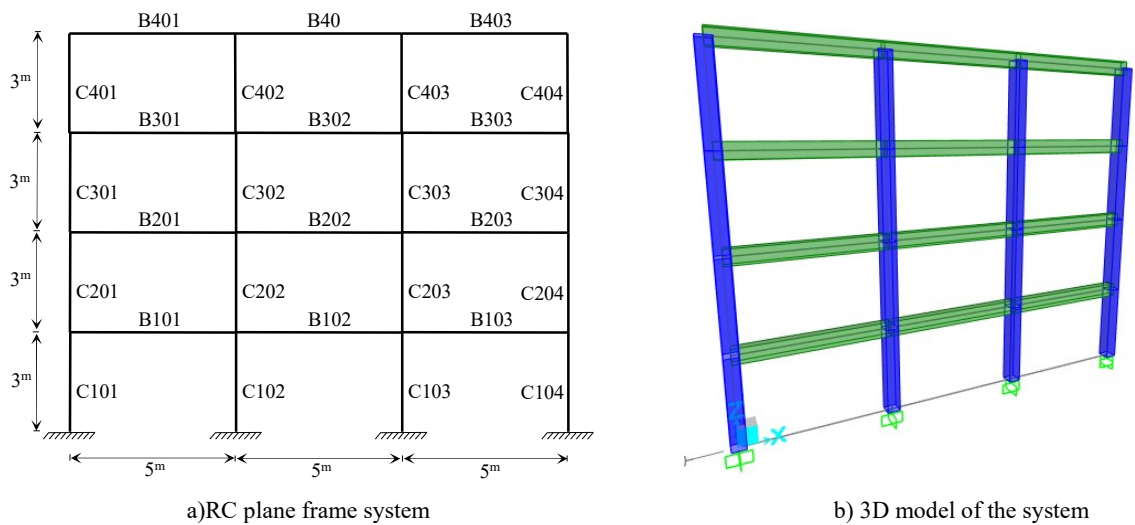 B401 B40 B403
3m
C401 C402 C403 C404
B301 B302 B303
3m
C301 C302 C303 C304
B201 B202 B203
3m
C201 C202 C203 C204
B101 B102 B103
3m
C101 C102 C103 C104
5m 5m 5m
a)RC plane frame system
Z
X
b) 3D model of the system